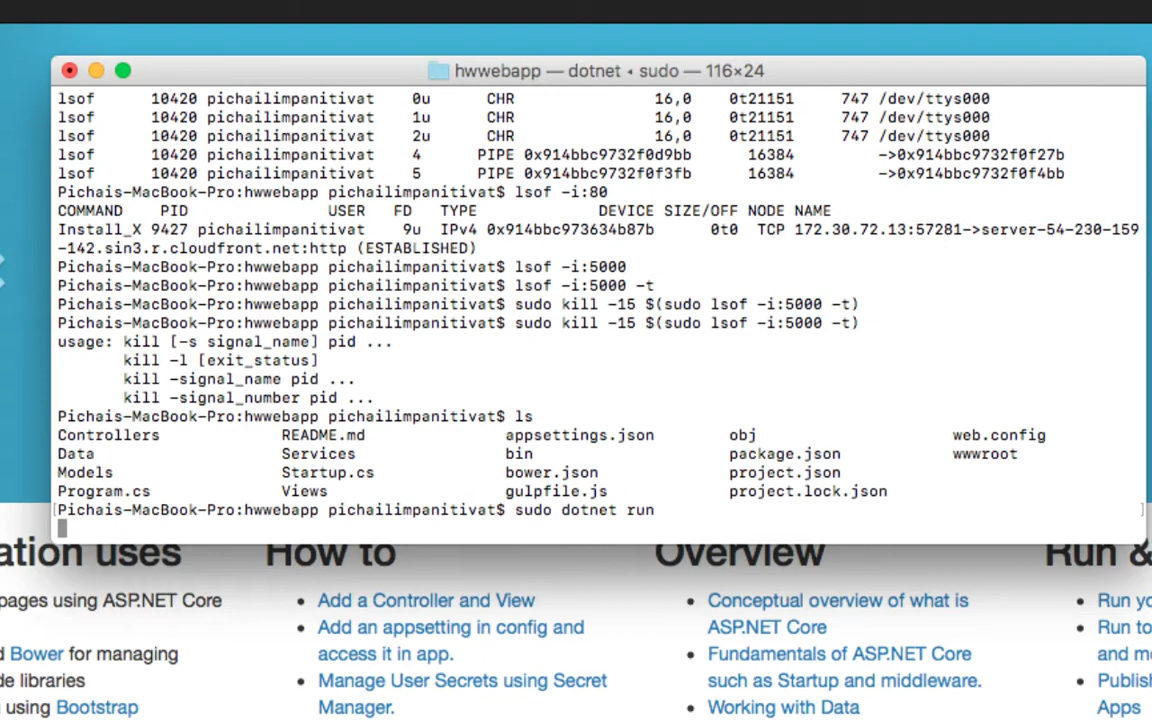 hwwebapp — dotnet ◂ sudo — 116×24
lsof 10420 pichailimpanitivat 0u CHR 16,0 0t21151 747 /dev/ttys000
lsof 10420 pichailimpanitivat 1u CHR 16,0 0t21151 747 /dev/ttys000
lsof 10420 pichailimpanitivat 2u CHR 16,0 0t21151 747 /dev/ttys000
lsof 10420 pichailimpanitivat 4 PIPE 0x914bbc9732f0d9bb 16384 ->0x914bbc9732f0f27b
lsof 10420 pichailimpanitivat 5 PIPE 0x914bbc9732f0f3fb 16384 ->0x914bbc9732f0f4bb
Pichais-MacBook-Pro:hwwebapp pichailimpanitivat$ lsof -i:80
COMMAND PID USER FD TYPE DEVICE SIZE/OFF NODE NAME
Install_X 9427 pichailimpanitivat 9u IPv4 0x914bbc973634b87b 0t0 TCP 172.30.72.13:57281->server-54-230-159
-142.sin3.r.cloudfront.net:http (ESTABLISHED)
Pichais-MacBook-Pro:hwwebapp pichailimpanitivat$ lsof -i:5000
Pichais-MacBook-Pro:hwwebapp pichailimpanitivat$ lsof -i:5000 -t
Pichais-MacBook-Pro:hwwebapp pichailimpanitivat$ sudo kill -15 $(sudo lsof -i:5000 -t)
Pichais-MacBook-Pro:hwwebapp pichailimpanitivat$ sudo kill -15 $(sudo lsof -i:5000 -t)
usage: kill [-s signal_name] pid ...
kill -l [exit_status]
kill -signal_name pid ...
kill -signal_number pid ...
Pichais-MacBook-Pro:hwwebapp pichailimpanitivat$ ls
Controllers README.md appsettings.json obj web.config
Data Services bin package.json wwwroot
Models Startup.cs bower.json project.json
Program.cs Views gulpfile.js project.lock.json
[Pichais-MacBook-Pro:hwwebapp pichailimpanitivat$ sudo dotnet run ]
ation uses How to Overview Run &
pages using ASP.NET Core
d Bower for managing
de libraries
using Bootstrap
Add a Controller and View
Add an appsetting in config and
access it in app.
Manage User Secrets using Secret
Manager.
Conceptual overview of what is
ASP.NET Core
Fundamentals of ASP.NET Core
such as Startup and middleware.
Working with Data
Run yo
Run to
and m
Publis
Apps